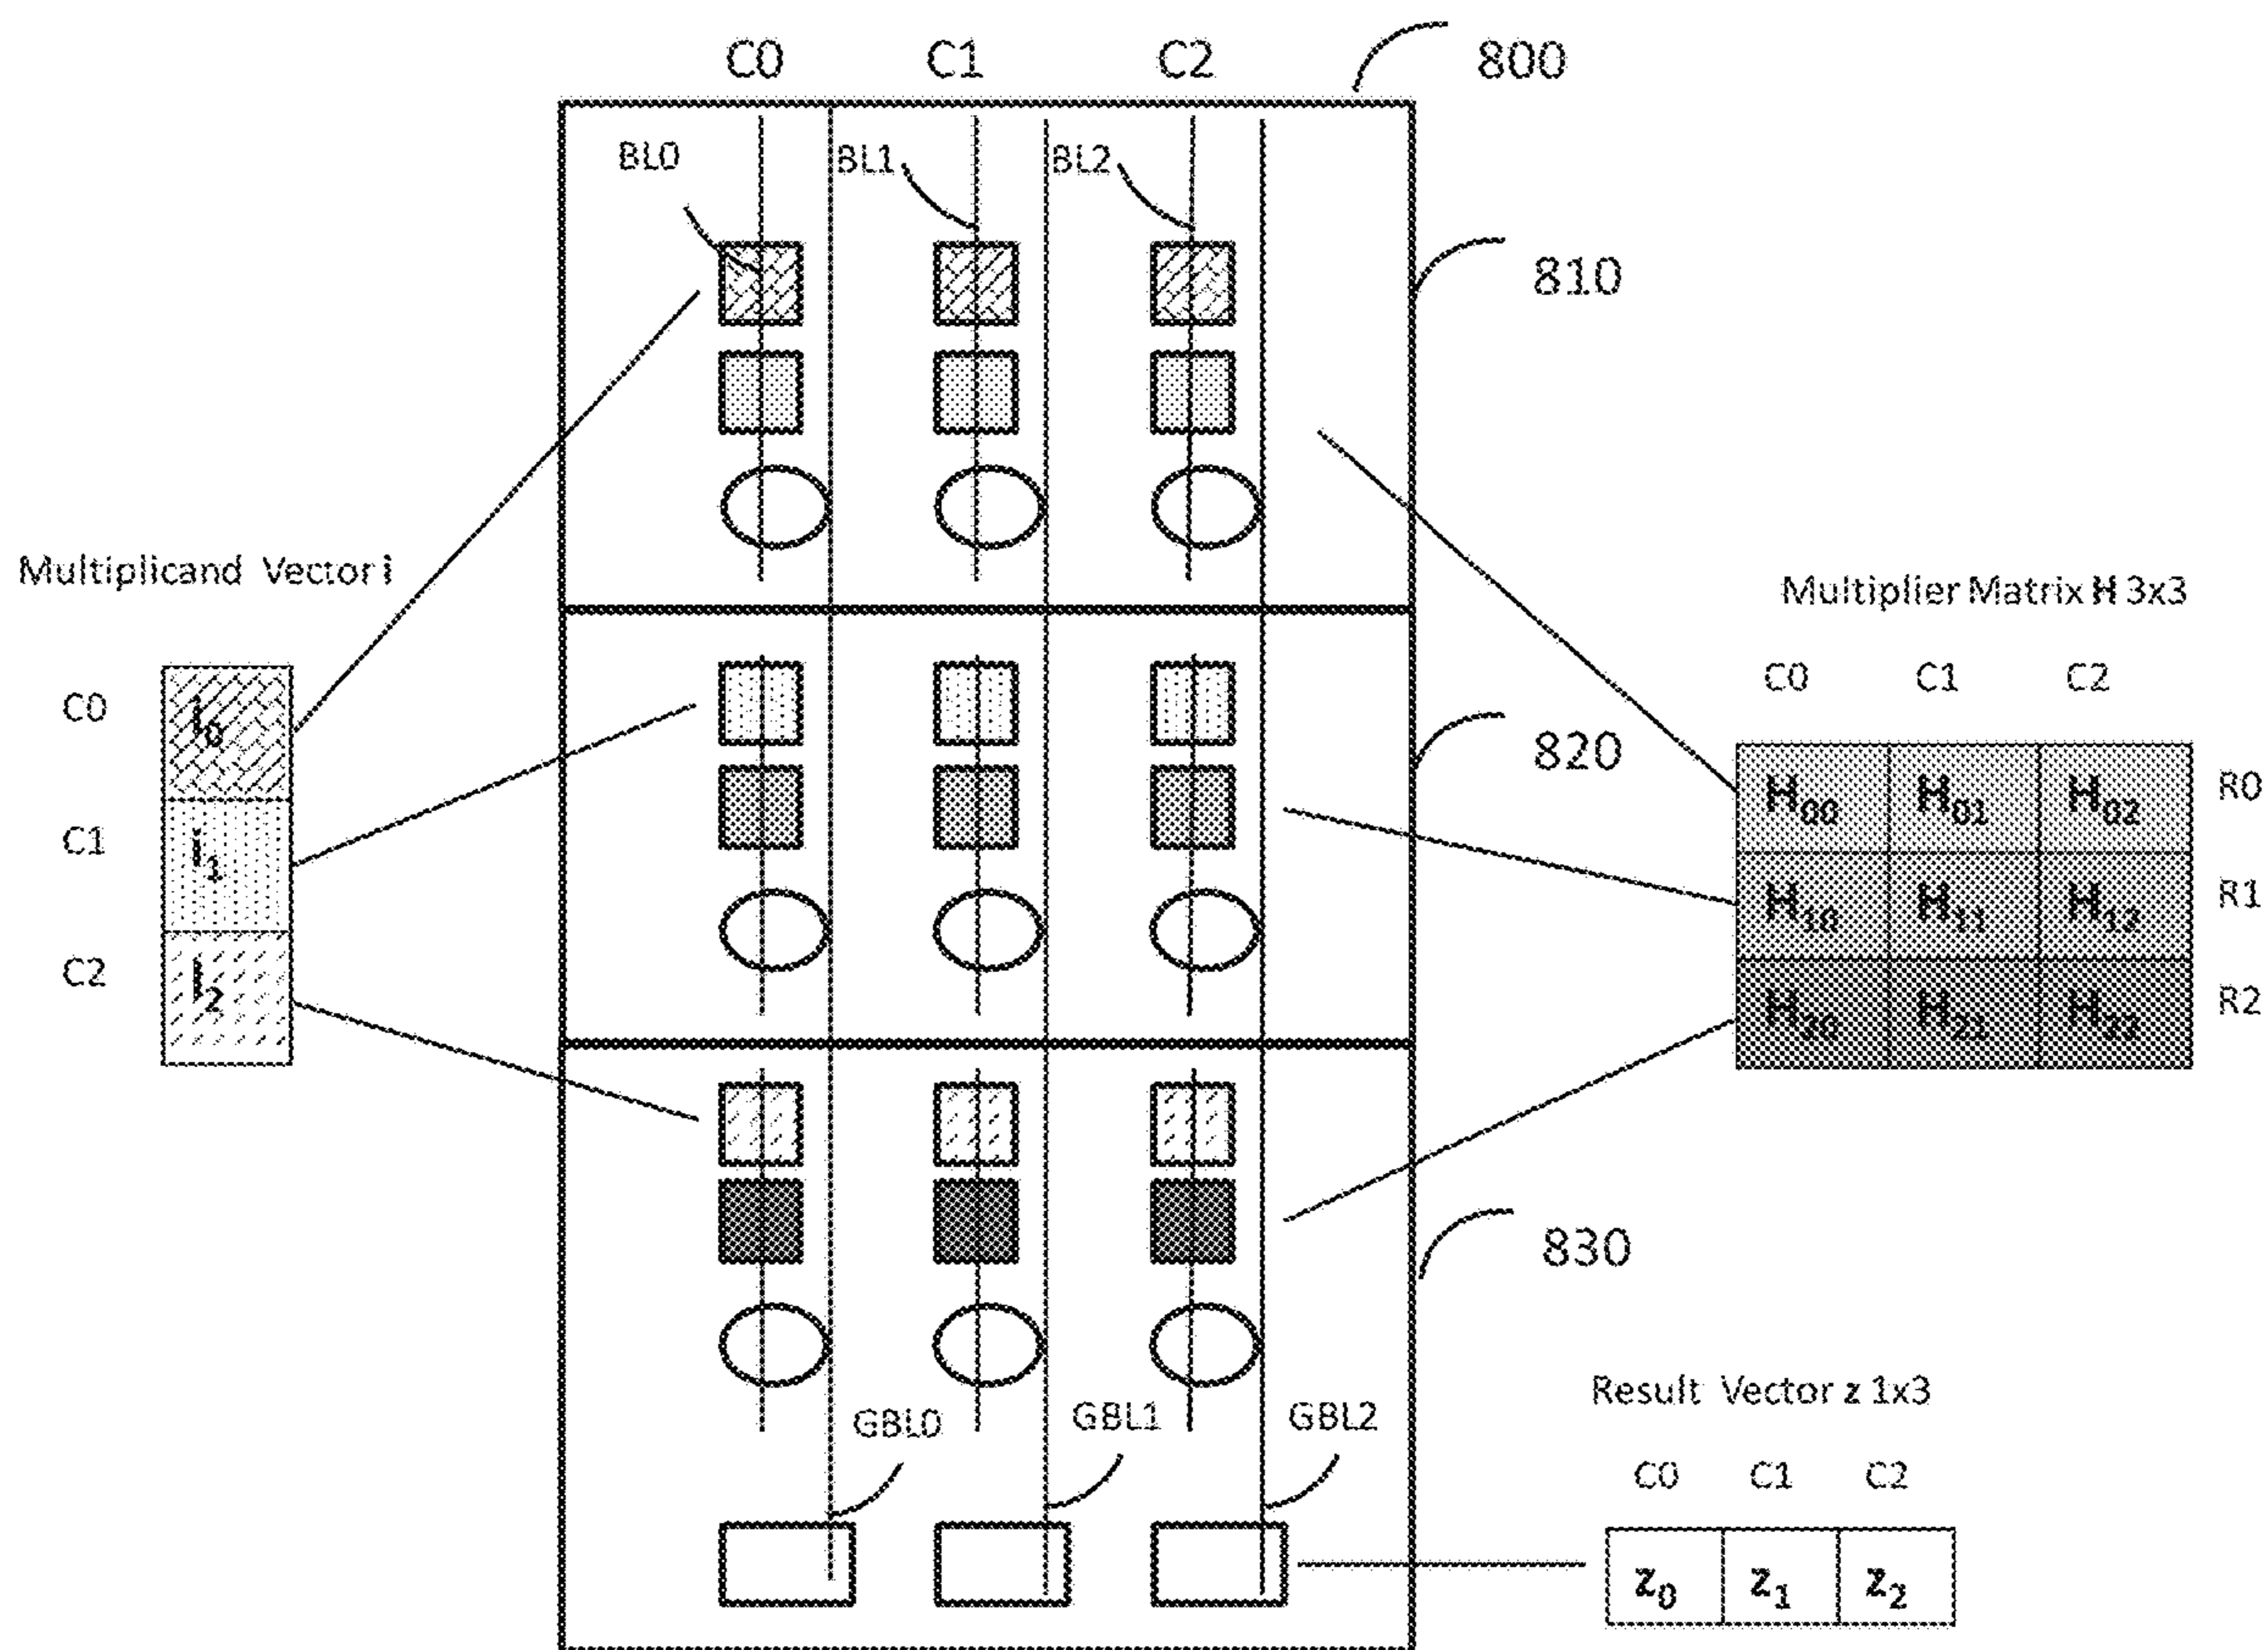 C0 C1 C2 800
BL0 BL1 BL2
810
Multiplicand Vector i
Multiplier Matrix H 3x3
C0 C1 C2
C0 i0
C1 i1
C2 i2
820
H00 H01 H02 R0
H10 H11 H12 R1
H20 H21 H22 R2
830
GBL0 GBL1 GBL2
Result Vector z 1x3
C0 C1 C2
z0 z1 z2